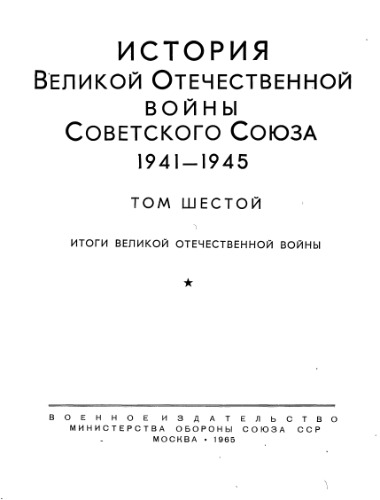 ИСТОРИЯ
ВЕЛИКОЙ ОТЕЧЕСТВЕННОЙ
ВОЙНЫ
СОВЕТСКОГО СОЮЗА
1941—1945
ТОМ ШЕСТОЙ
ИТОГИ ВЕЛИКОЙ ОТЕЧЕСТВЕННОЙ ВОЙНЫ
★
ВОЕННОЕ ИЗДАТЕЛЬСТВО
МИНИСТЕРСТВА ОБОРОНЫ СОЮЗА ССР
МОСКВА • 1965